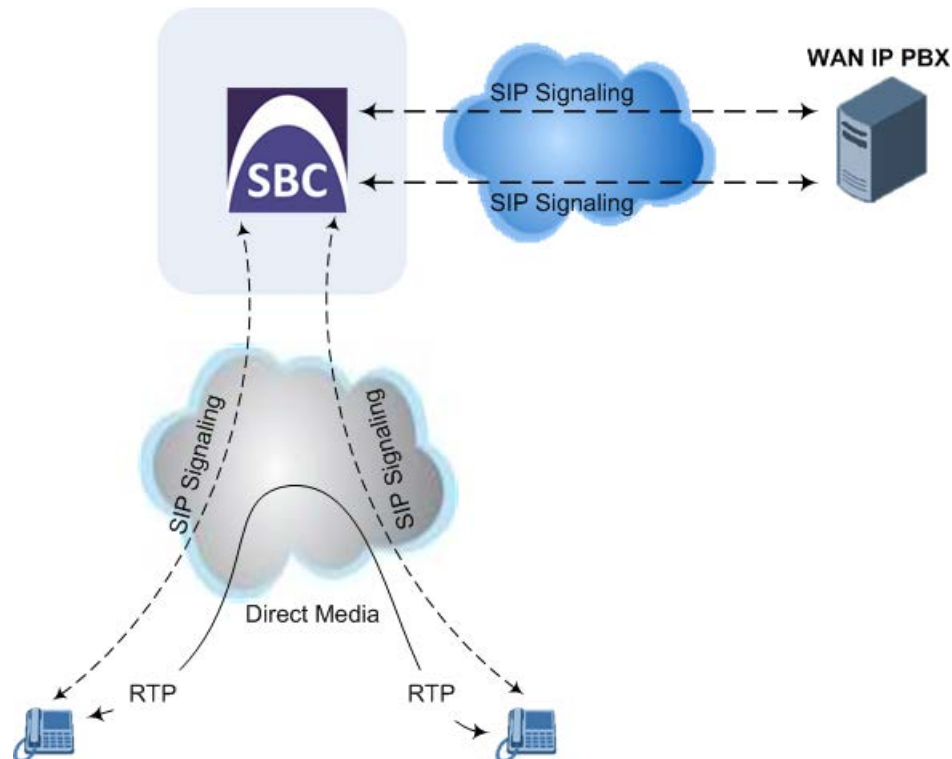 WAN IP PBX
SIP Signaling
SBC
SIP Signaling
SIP Signaling
SIP Signaling
Direct Media
RTP
RTP